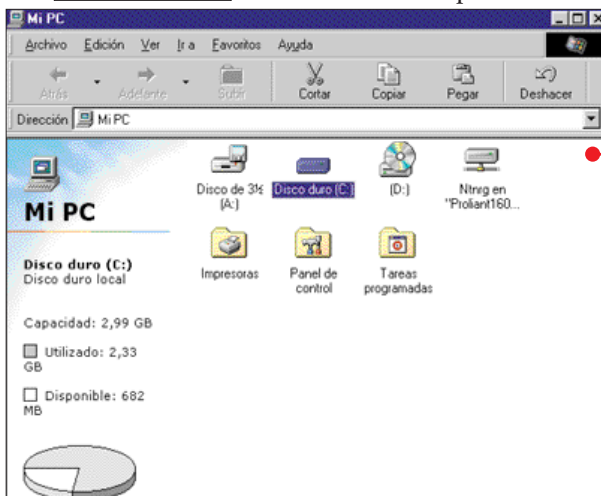 Mi PC
Archivo Edición Ver Ir a Favoritos Ayuda
Atrás Adelante Subir Cortar Copiar Pegar Deshacer
Dirección Mi PC
Mi PC
Disco duro (C:)
Disco duro local
Capacidad: 2,99 GB
Utilizado: 2,33
GB
Disponible: 682
MB
Disco de 3½
(A:)
Disco duro (C:)
(D:)
Ntnrg en
"Proliant160...
Impresoras
Panel de
control
Tareas
programadas